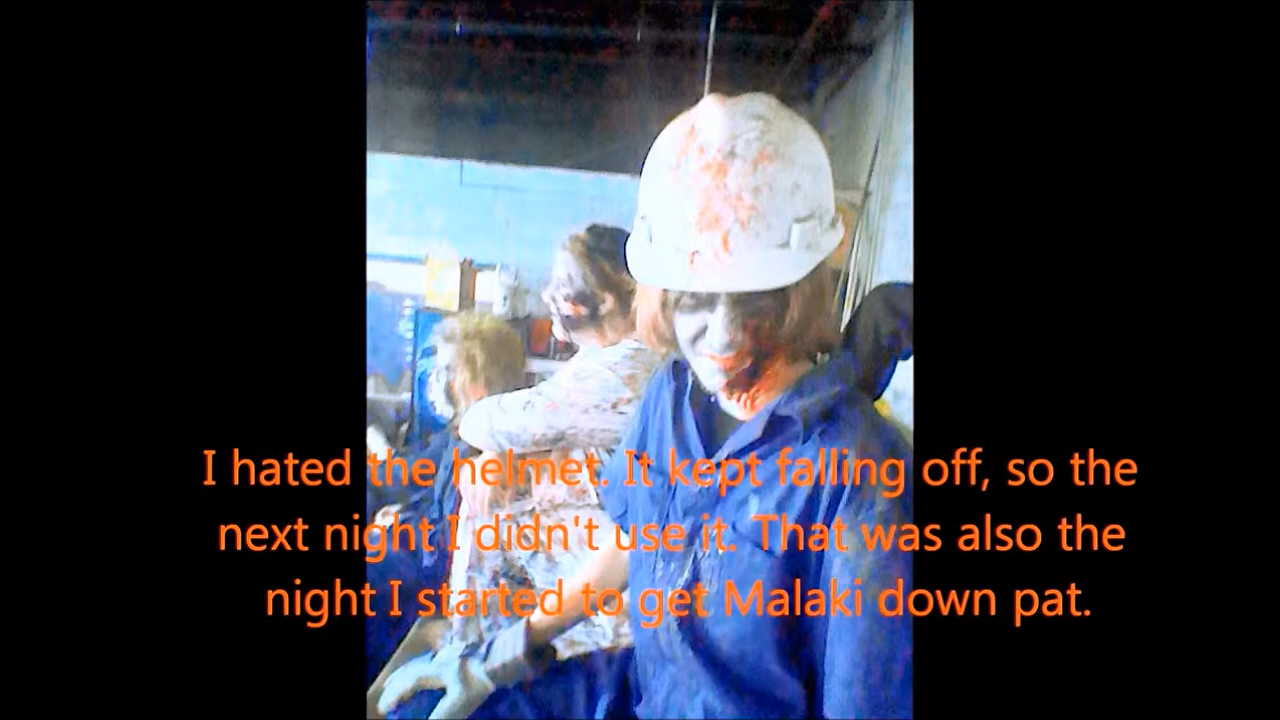 I hated the helmet. It kept falling off, so the
next night I didn't use it. That was also the
night I started to get Malaki down pat.